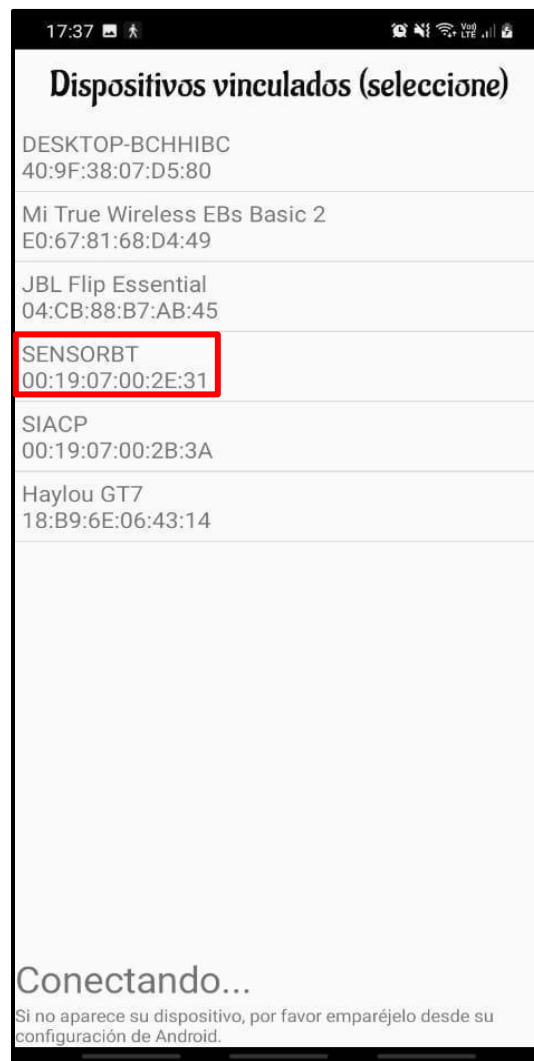 17:37
Dispositivos vinculados (seleccione)
DESKTOP-BCHHIBC
40:9F:38:07:D5:80
Mi True Wireless EBs Basic 2
E0:67:81:68:D4:49
JBL Flip Essential
04:CB:88:B7:AB:45
SENSORBT
00:19:07:00:2E:31
SIACP
00:19:07:00:2B:3A
Haylou GT7
18:B9:6E:06:43:14
Conectando...
Si no aparece su dispositivo, por favor emparéjelo desde su
configuración de Android.